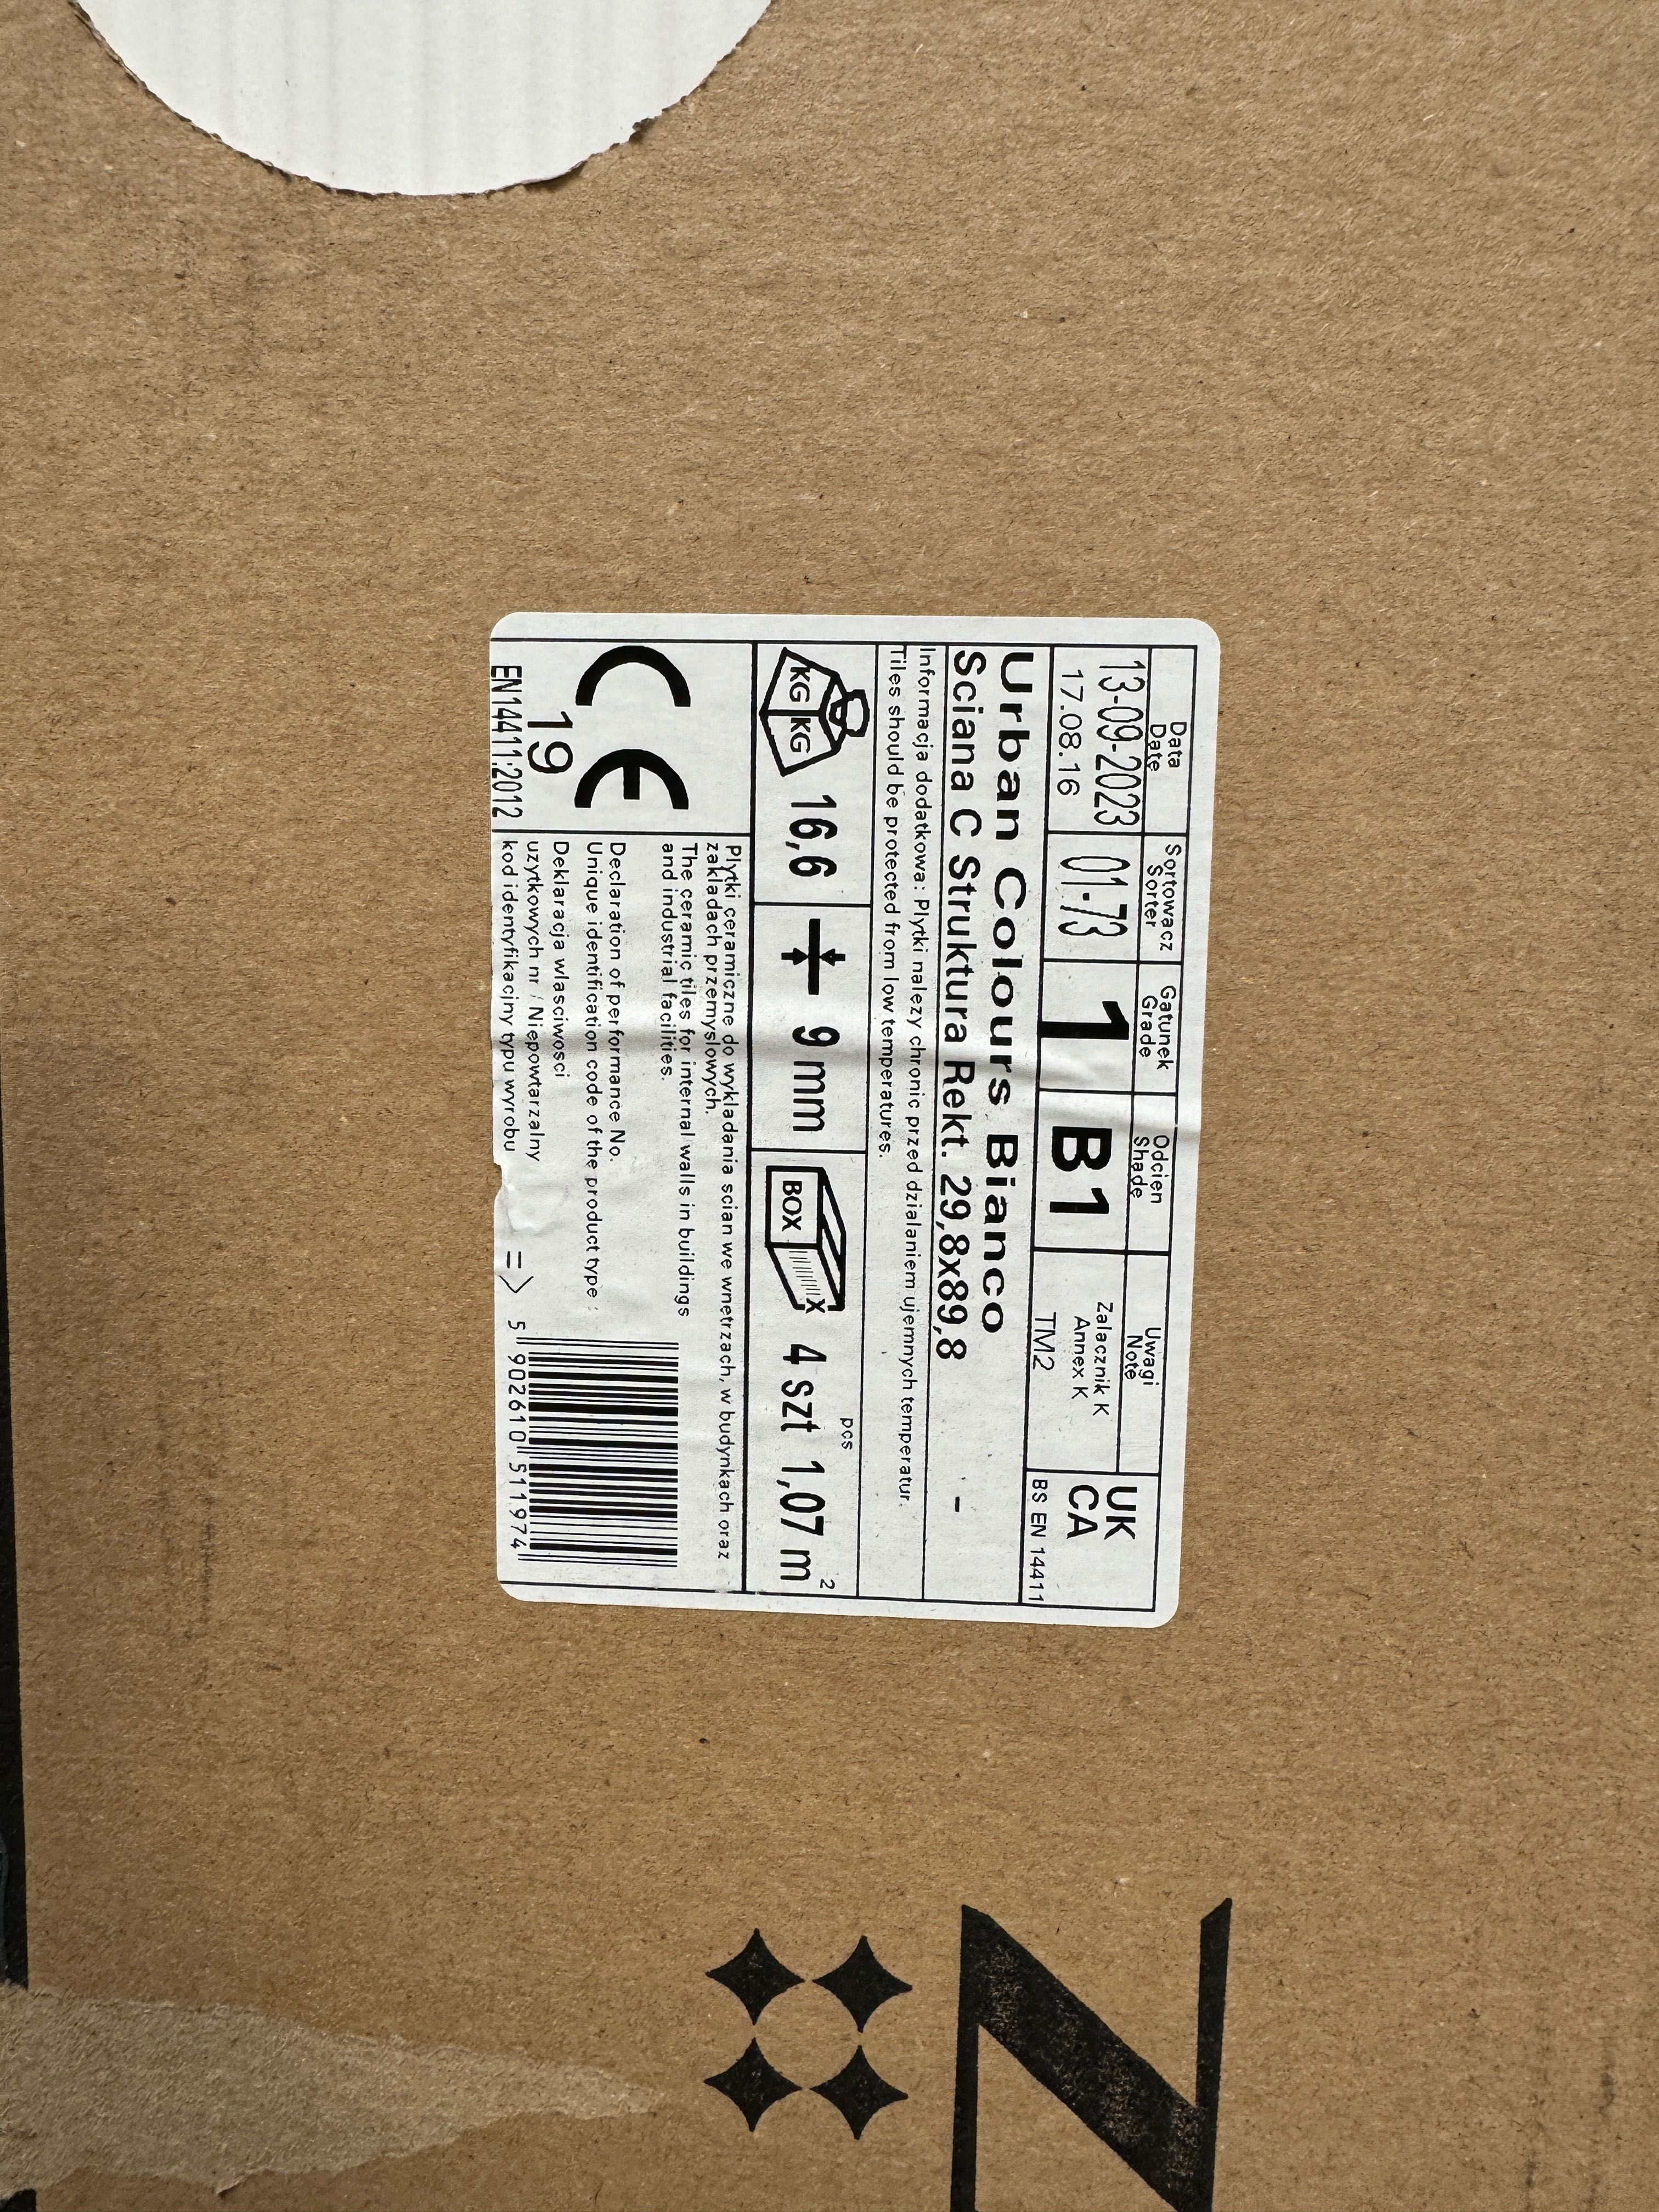 Data
Date
Sortowacz
Sorter
Gatunek
Grade
Odcien
Shade
Uwagi
Note
13-09-2023
17.08.16
01-73
1
B1
Zalacznik K
Annex K
TM2
UK
CA
BS EN 14411
Urban Colours Bianco
Sciana C Struktura Rekt. 29,8x89,8 -
Informacja dodatkowa: Plytki nalezy chronic przed dzialaniem ujemnych temperatur.
Tiles should be protected from low temperatures.
KG KG
16,6
9 mm
BOX
X
4 szt
pcs
1,07 m²
CE
19
EN14411:2012
Plytki ceramiczne do wykladania scian we wnetrzach, w budynkach oraz
zakladach przemyslowych.
The ceramic tiles for internal walls in buildings
and industrial facilities.
Declaration of performance No.
Unique identification code of the product type :
Deklaracja wlasciwosci
uzytkowych nr / Niepowtarzalny
kod identyfikacjny typu wyrobu =>
5 902610 511974